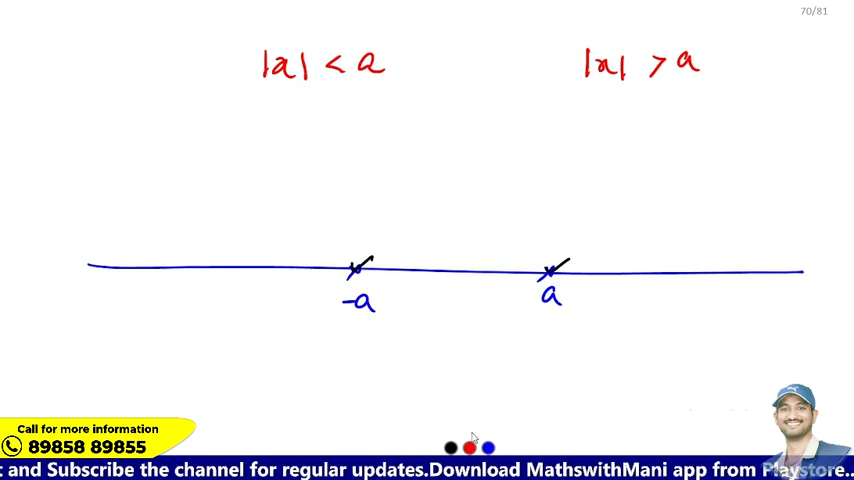 70/81
|x| < a |x| > a
-a a
Call for more information
89858 89855
t and Subscribe the channel for regular updates.Download MathswithMani app from Playstore..